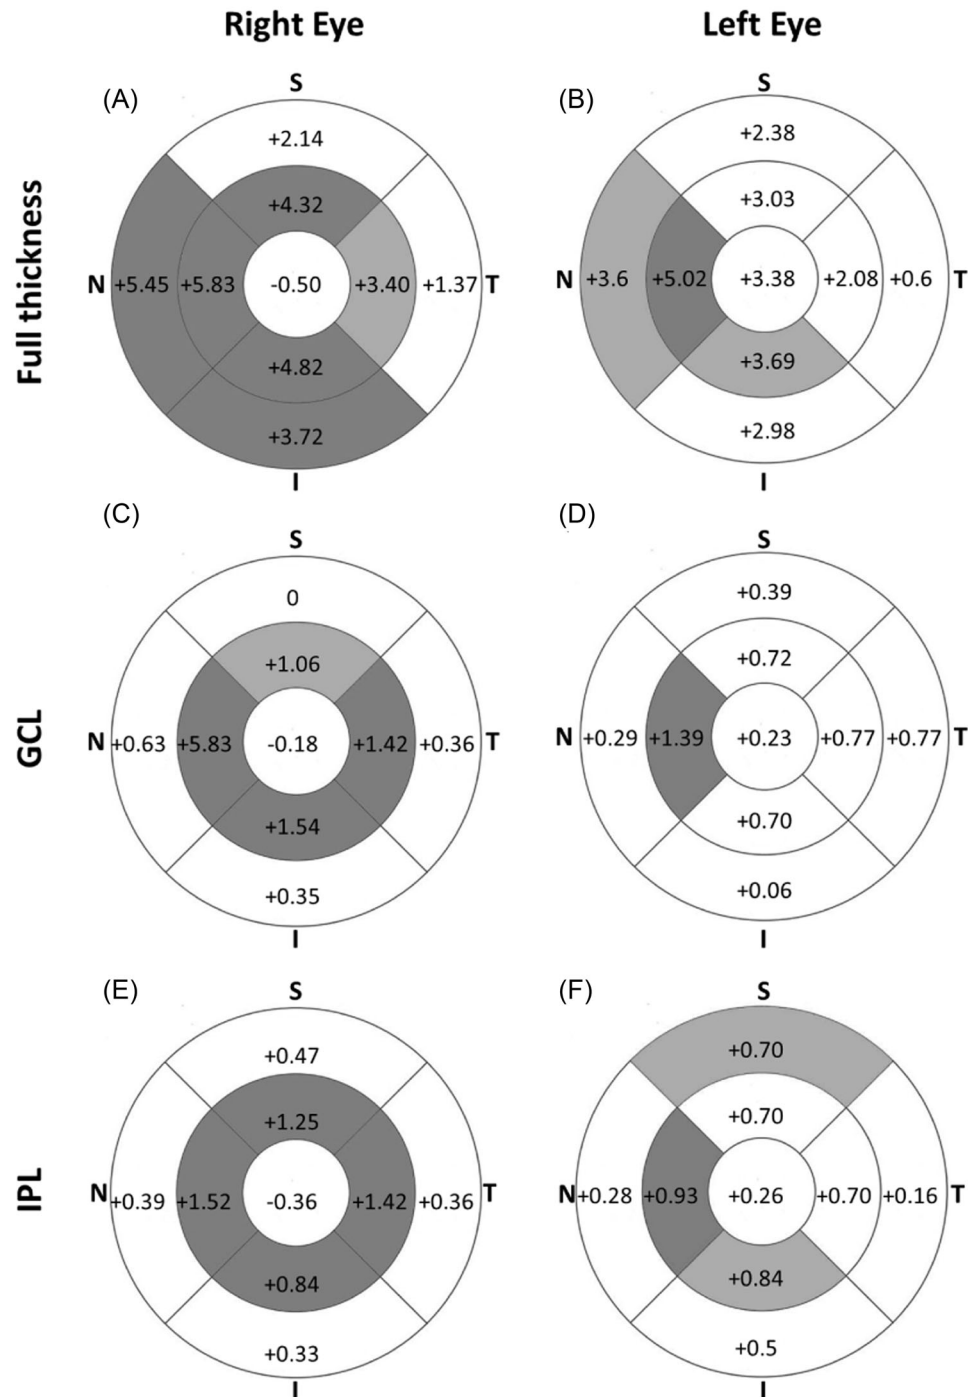 Right Eye Left Eye
Full thickness
(A) S
+2.14
+4.32
N +5.45 +5.83 -0.50 +3.40 +1.37 T
+4.82
+3.72
I
(B) S
+2.38
+3.03
N +3.6 +5.02 +3.38 +2.08 +0.6 T
+3.69
+2.98
I
GCL
(C) S
0
+1.06
N +0.63 +5.83 -0.18 +1.42 +0.36 T
+1.54
+0.35
I
(D) S
+0.39
+0.72
N +0.29 +1.39 +0.23 +0.77 +0.77 T
+0.70
+0.06
I
IPL
(E) S
+0.47
+1.25
N +0.39 +1.52 -0.36 +1.42 +0.36 T
+0.84
+0.33
I
(F) S
+0.70
+0.70
N +0.28 +0.93 +0.26 +0.70 +0.16 T
+0.84
+0.5
I